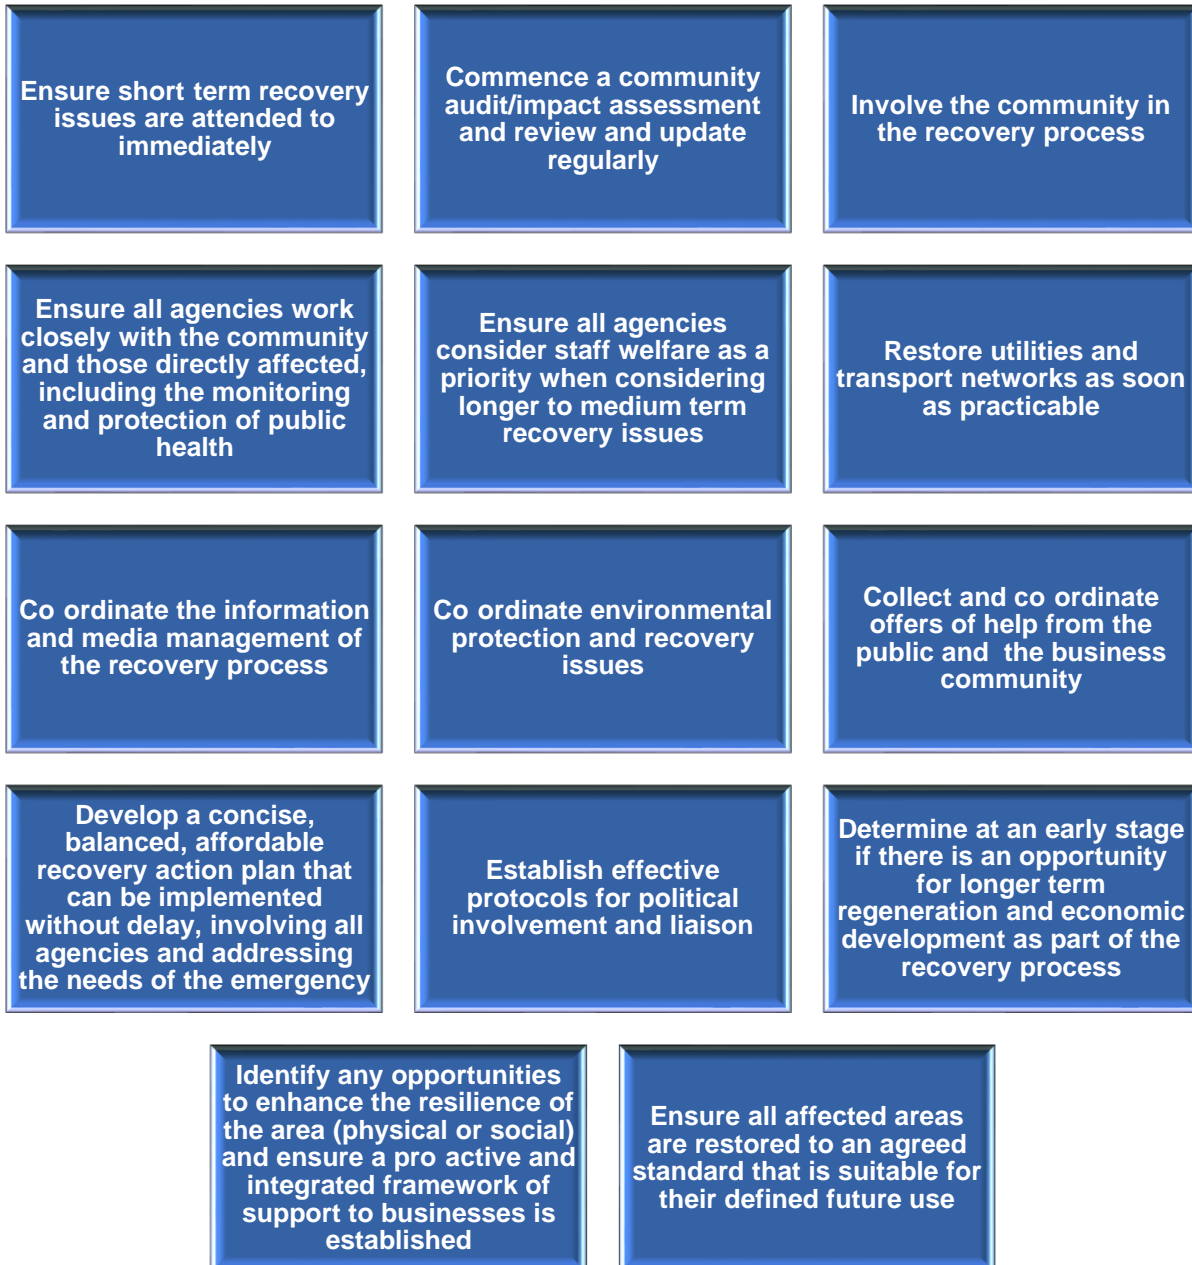 Ensure short term recovery
issues are attended to
immediately
Commence a community
audit/impact assessment
and review and update
regularly
Involve the community in
the recovery process
Ensure all agencies work
closely with the community
and those directly affected,
including the monitoring
and protection of public
health
Ensure all agencies
consider staff welfare as a
priority when considering
longer to medium term
recovery issues
Restore utilities and
transport networks as soon
as practicable
Co ordinate the information
and media management of
the recovery process
Co ordinate environmental
protection and recovery
issues
Collect and co ordinate
offers of help from the
public and  the business
community
Develop a concise,
balanced, affordable
recovery action plan that
can be implemented
without delay, involving all
agencies and addressing
the needs of the emergency
Establish effective
protocols for political
involvement and liaison
Determine at an early stage
if there is an opportunity
for longer term
regeneration and economic
development as part of the
recovery process
Identify any opportunities
to enhance the resilience of
the area (physical or social)
and ensure a pro active and
integrated framework of
support to businesses is
established
Ensure all affected areas
are restored to an agreed
standard that is suitable for
their defined future use